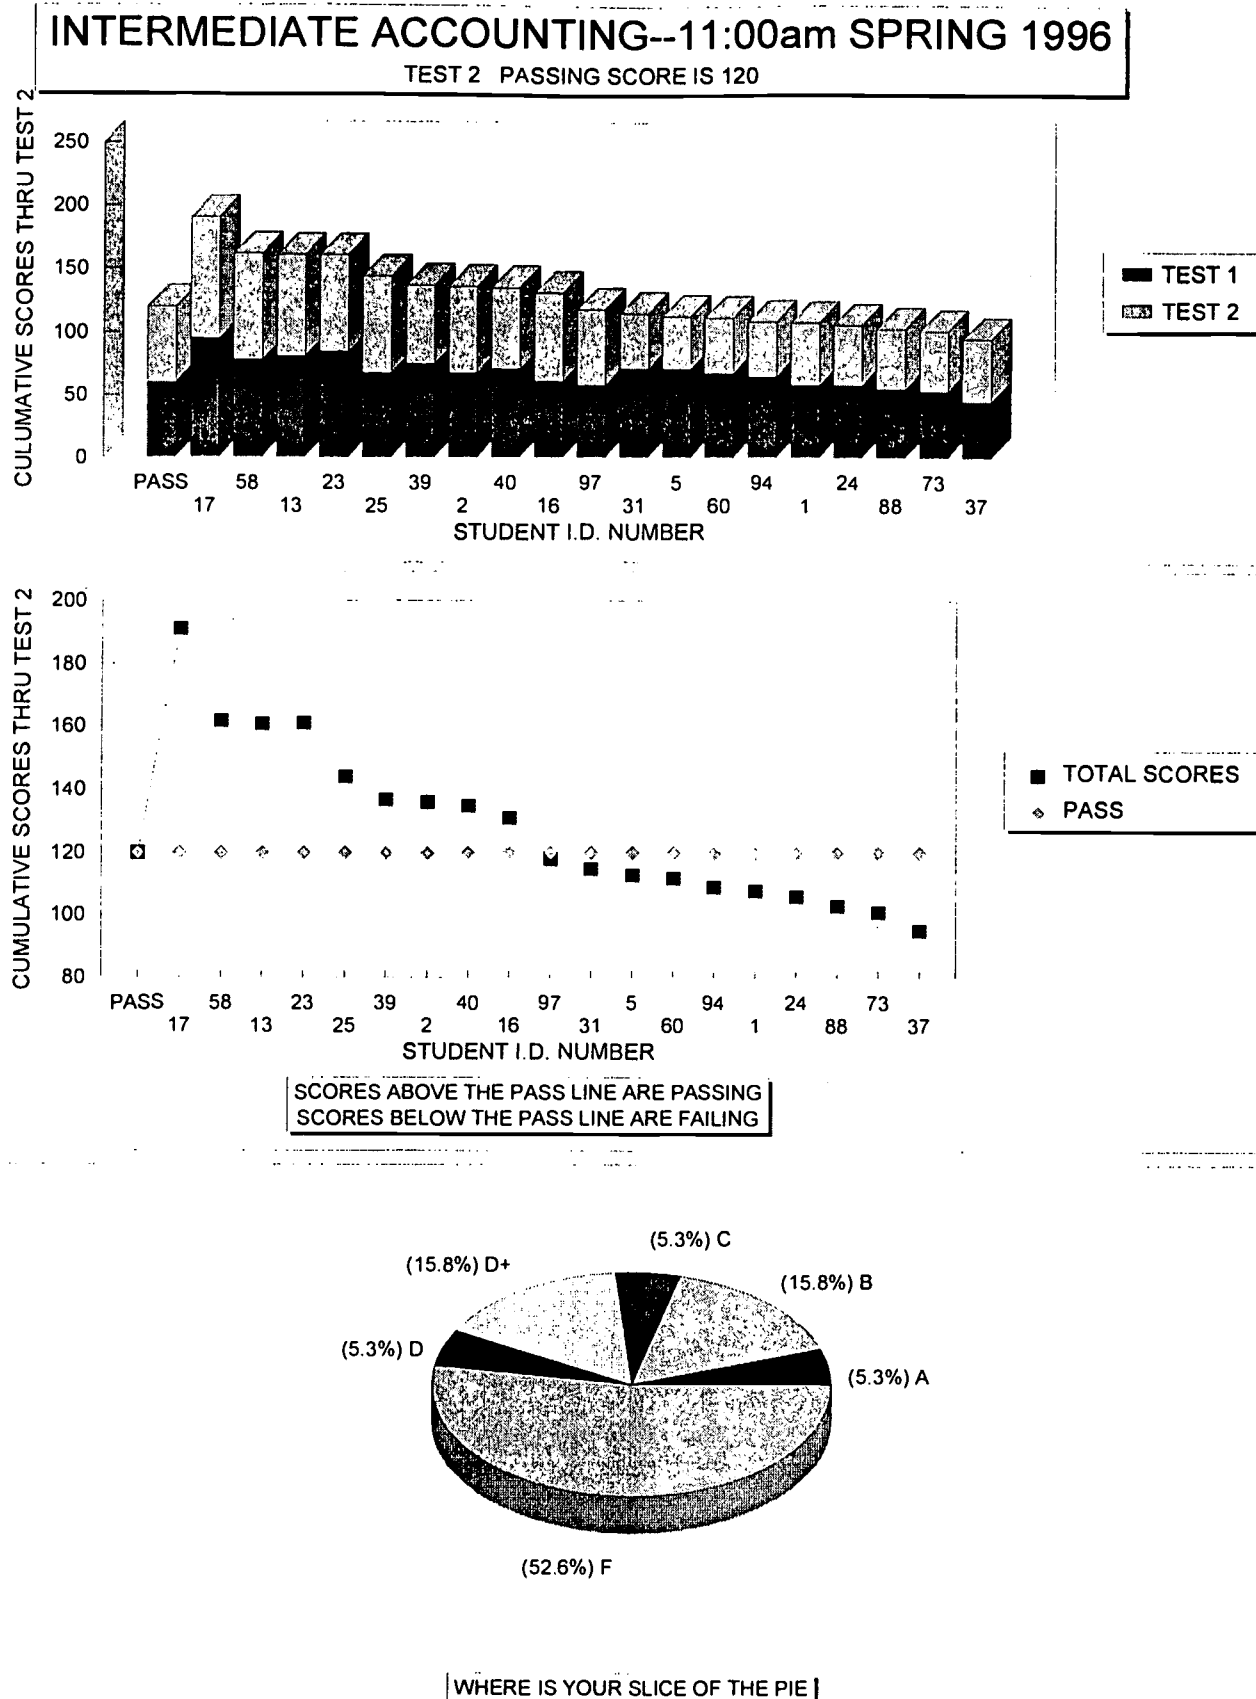 INTERMEDIATE ACCOUNTING--11:00am SPRING 1996
TEST 2 PASSING SCORE IS 120
CULUMATIVE SCORES THRU TEST 2
250
200
150
100
50
0
PASS 58 23 39 40 97 5 94 24 73
17 13 25 2 16 31 60 1 88 37
STUDENT I.D. NUMBER
TEST 1
TEST 2
CUMULATIVE SCORES THRU TEST 2
200
180
160
140
120
100
80
PASS 58 23 39 40 97 5 94 24 73
17 13 25 2 16 31 60 1 88 37
STUDENT I.D. NUMBER
TOTAL SCORES
PASS
SCORES ABOVE THE PASS LINE ARE PASSING
SCORES BELOW THE PASS LINE ARE FAILING
(5.3%) C
(15.8%) D+
(15.8%) B
(5.3%) D
(5.3%) A
(52.6%) F
WHERE IS YOUR SLICE OF THE PIE